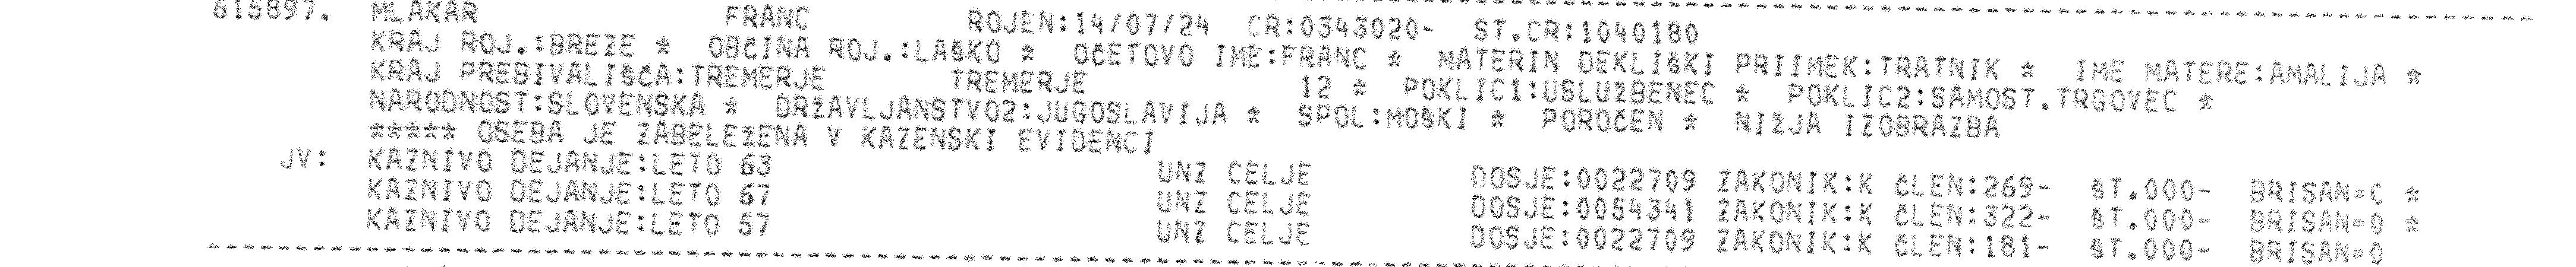 615897. MLAKAR FRANC ROJEN:14/07/24 CR:0343020- ST.CR:1040180
KRAJ ROJ.:BREZE * OBČINA ROJ.:LAŠKO * OČETOVO IME:FRANC * MATERIN DEKLIŠKI PRIIMEK:TRATNIK * IME MATERE:AMALIJA *
KRAJ PREBIVALIŠČA:TREMERJE TREMERJE 12 * POKLIC1:USLUŽBENEC * POKLIC2:SAMOST.TRGOVEC *
NARODNOST:SLOVENSKA * DRŽAVLJANSTVO2:JUGOSLAVIJA * SPOL:MOŠKI * POROČEN * NIŽJA IZOBRAZBA
***** OSEBA JE ZABELEŽENA V KAZENSKI EVIDENCI
JV: KAZNIVO DEJANJE:LETO 63 UNZ CELJE DOSJE:0022709 ZAKONIK:K ČLEN:269- ŠT.000- BRISAN=C *
KAZNIVO DEJANJE:LETO 67 UNZ CELJE DOSJE:0054341 ZAKONIK:K ČLEN:322- ŠT.000- BRISAN=0 *
KAZNIVO DEJANJE:LETO 57 UNZ CELJE DOSJE:0022709 ZAKONIK:K ČLEN:181- ŠT.000- BRISAN=0